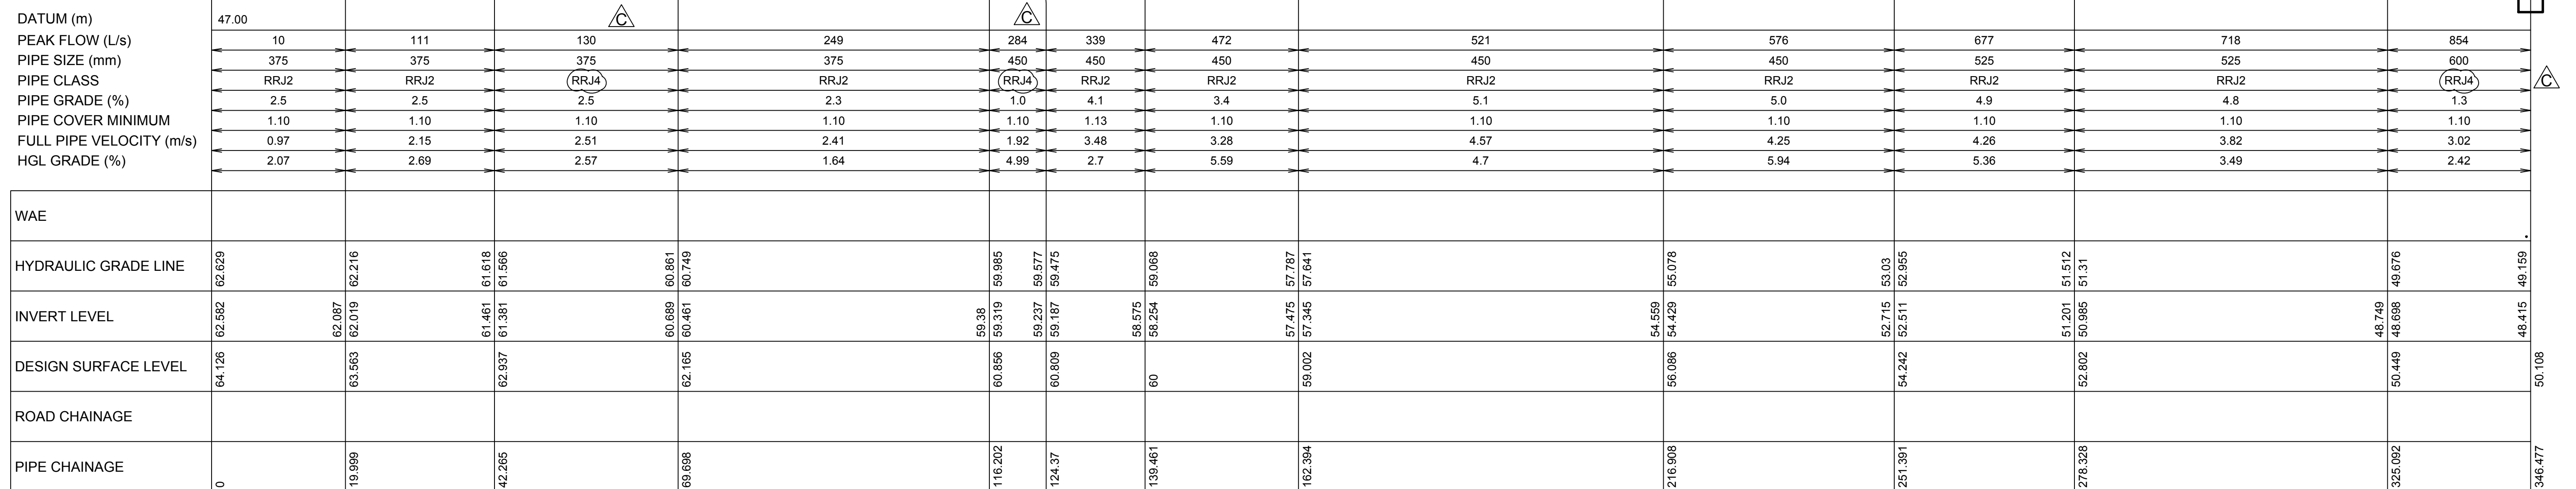 DATUM (m) 47.00 C C
PEAK FLOW (L/s) 10 111 130 249 284 339 472 521 576 677 718 854
PIPE SIZE (mm) 375 375 375 375 450 450 450 450 450 525 525 600
PIPE CLASS RRJ2 RRJ2 RRJ4 RRJ2 RRJ4 RRJ2 RRJ2 RRJ2 RRJ2 RRJ2 RRJ2 RRJ4 C
PIPE GRADE (%) 2.5 2.5 2.5 2.3 1.0 4.1 3.4 5.1 5.0 4.9 4.8 1.3
PIPE COVER MINIMUM 1.10 1.10 1.10 1.10 1.10 1.13 1.10 1.10 1.10 1.10 1.10 1.10
FULL PIPE VELOCITY (m/s) 0.97 2.15 2.51 2.41 1.92 3.48 3.28 4.57 4.25 4.26 3.82 3.02
HGL GRADE (%) 2.07 2.69 2.57 1.64 4.99 2.7 5.59 4.7 5.94 5.36 3.49 2.42
WAE
HYDRAULIC GRADE LINE 62.629 62.216 61.618 61.566 60.861 60.749 59.985 59.577 59.475 59.068 57.787 57.641 55.078 53.03 52.955 51.512 51.31 49.676 49.159
INVERT LEVEL 62.582 62.087 62.019 61.461 61.381 60.689 60.461 59.38 59.319 59.237 59.187 58.575 58.254 57.475 57.345 54.559 54.429 52.715 52.511 51.201 50.985 48.749 48.698 48.415
DESIGN SURFACE LEVEL 64.126 63.563 62.937 62.165 60.856 60.809 60 59.002 56.086 54.242 52.802 50.449 50.108
ROAD CHAINAGE
PIPE CHAINAGE 0 19.999 42.265 69.698 116.202 124.37 139.461 162.394 216.908 251.391 278.328 325.092 346.477